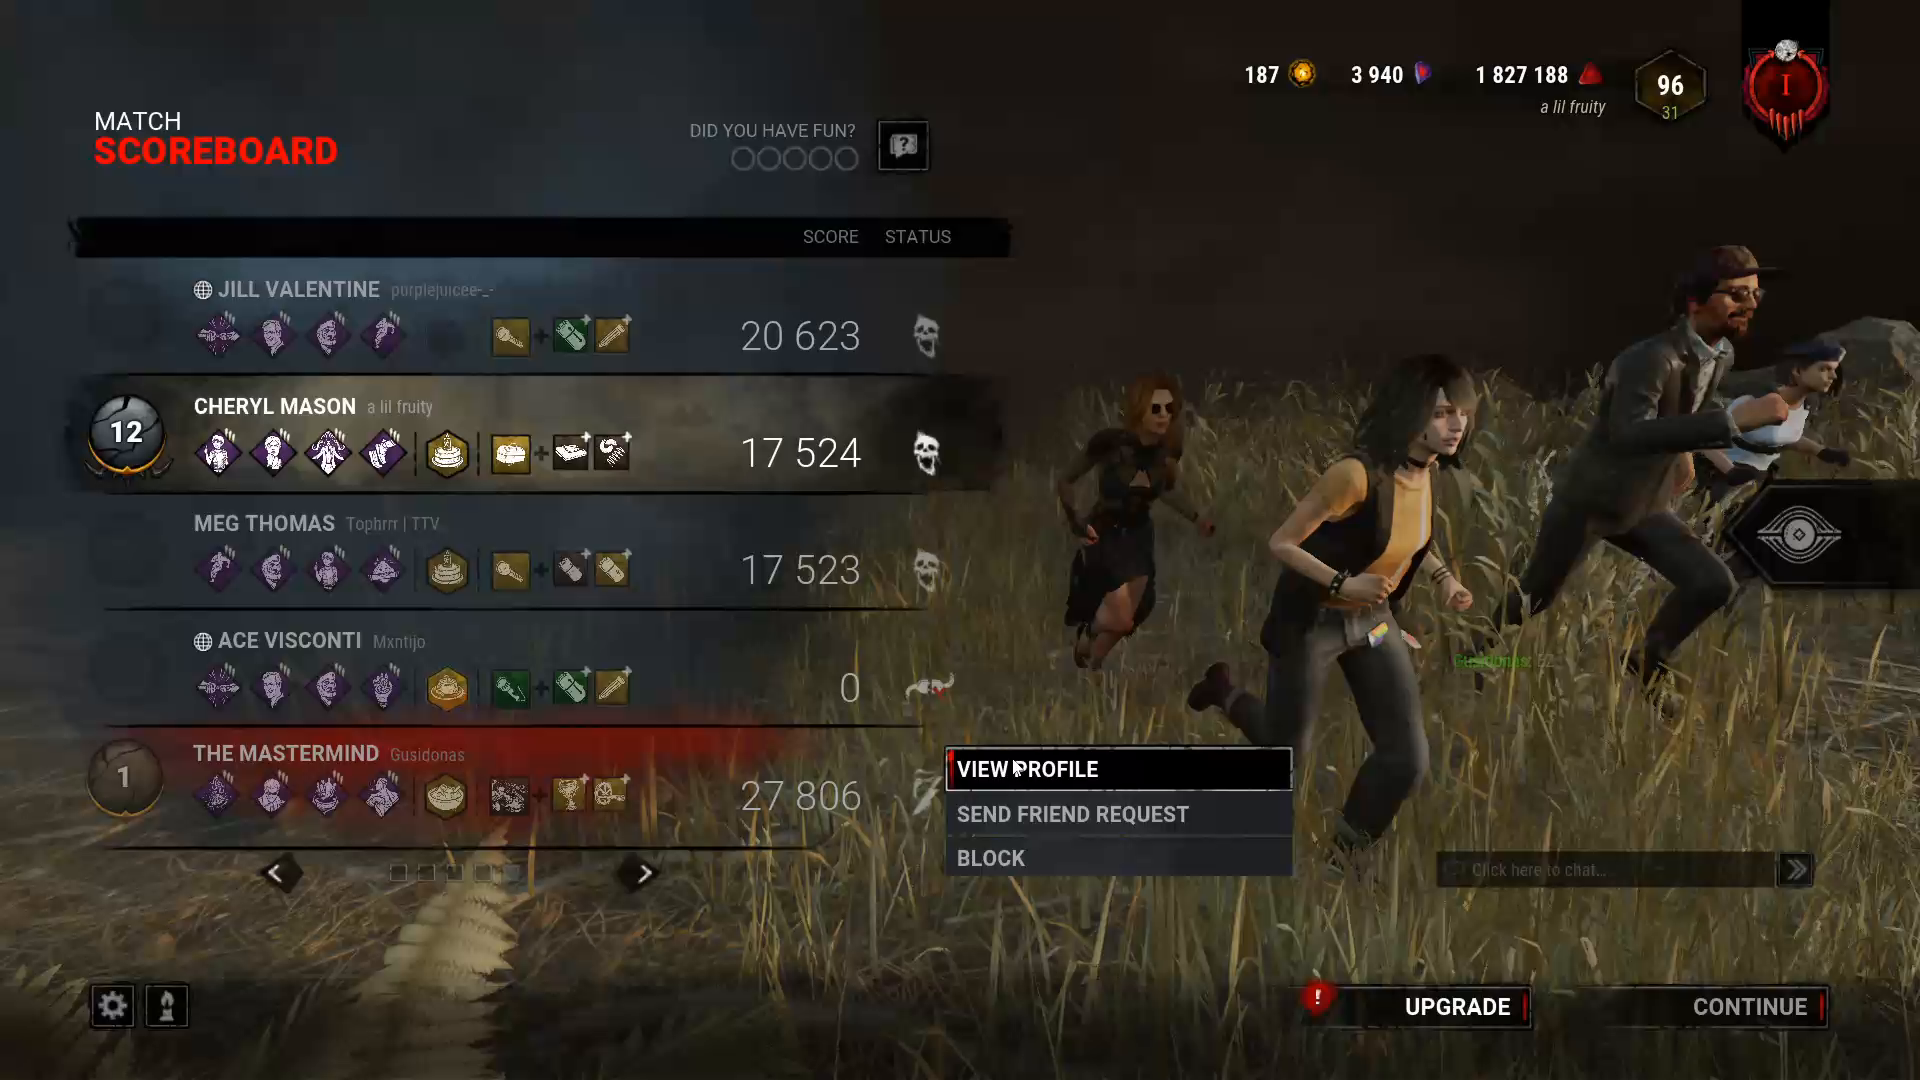 187 3 940 1 827 188 96
a lil fruity 31
I
MATCH
SCOREBOARD
DID YOU HAVE FUN?
?
SCORE STATUS
JILL VALENTINE purplejuicee-_-
20 623
12
CHERYL MASON a lil fruity
17 524
MEG THOMAS Tophrrr | TTV
17 523
ACE VISCONTI Mxntijo
0
Gusidonas: EZ
1
THE MASTERMIND Gusidonas
27 806
VIEW PROFILE
SEND FRIEND REQUEST
BLOCK
Click here to chat...
!
UPGRADE
CONTINUE